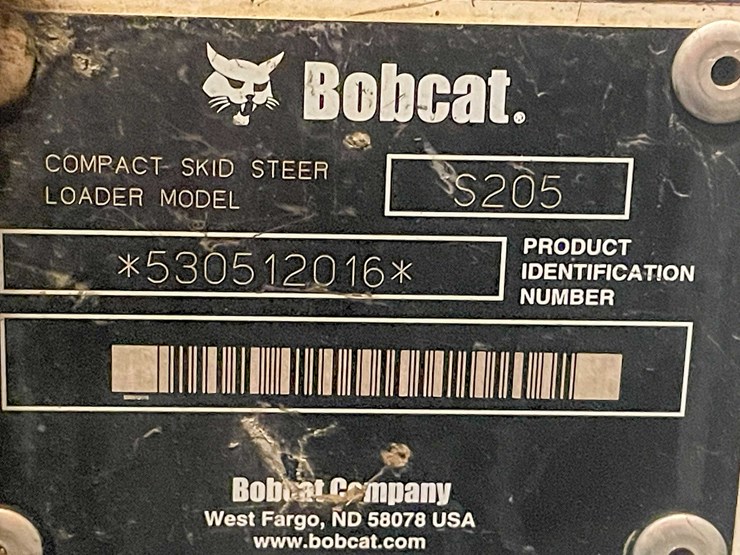 Bobcat.®
COMPACT SKID STEER
LOADER MODEL
S205
*530512016*
PRODUCT
IDENTIFICATION
NUMBER
Bobcat Company
West Fargo, ND 58078 USA
www.bobcat.com